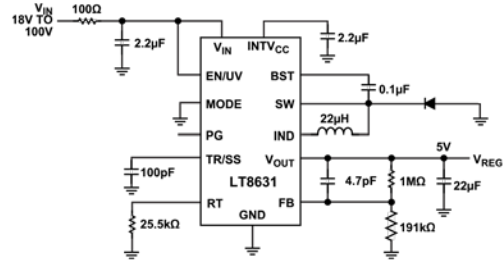 VIN
18V TO
100V
100Ω
2.2µF
2.2µF
VIN
INTVCC
EN/UV
BST
0.1µF
MODE
SW
22µH
PG
IND
5V
TR/SS
VOUT
VREG
100pF
LT8631
4.7pF
1MΩ
22µF
RT
FB
25.5kΩ
GND
191kΩ